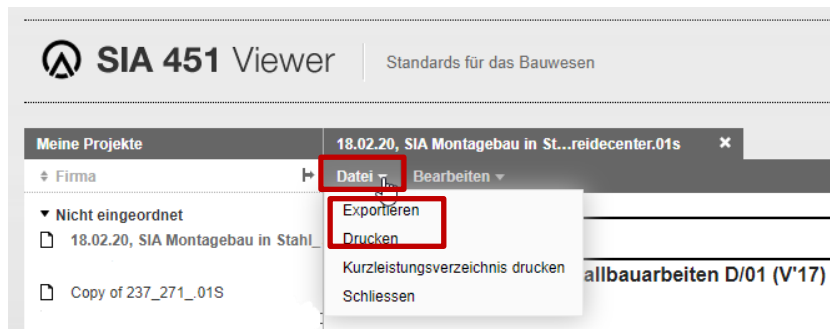 SIA 451 Viewer
Standards für das Bauwesen
Meine Projekte
18.02.20, SIA Montagebau in St...reidecenter.01s ×
Firma
Datei Bearbeiten
Nicht eingeordnet
18.02.20, SIA Montagebau in Stahl_
Copy of 237_271_.01S
Exportieren
Drucken
Kurzleistungsverzeichnis drucken
Schliessen
allbauarbeiten D/01 (V'17)